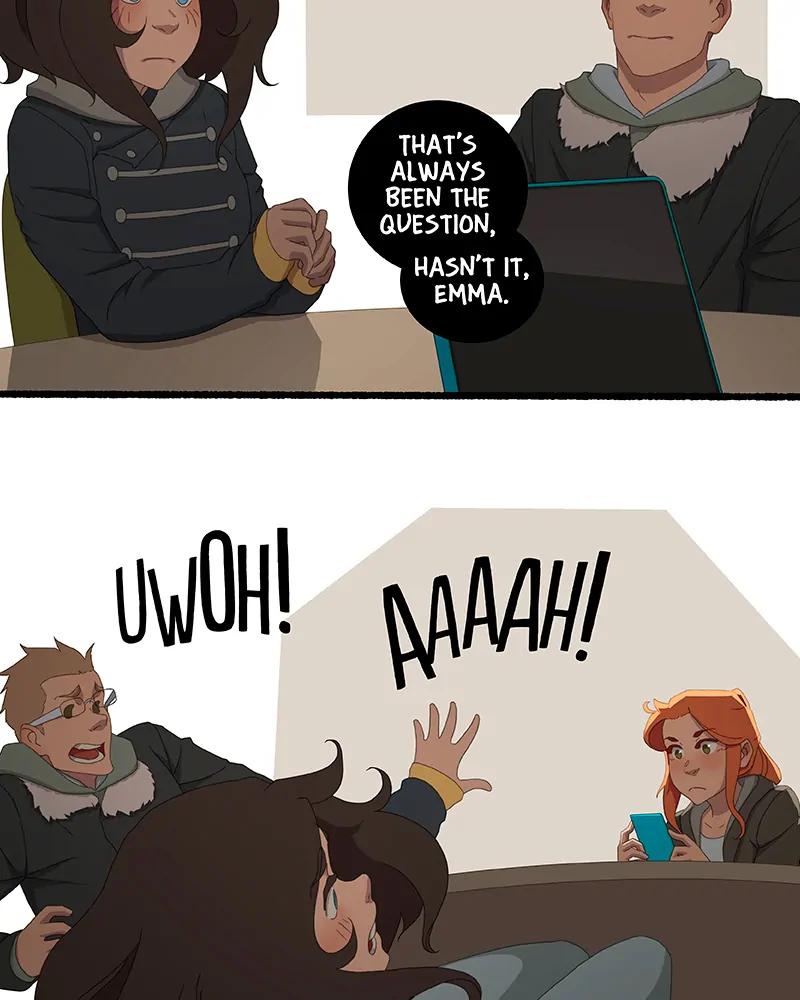 THAT'S
ALWAYS
BEEN THE
QUESTION,
HASN'T IT,
EMMA.
UWOH!
AAAAH!